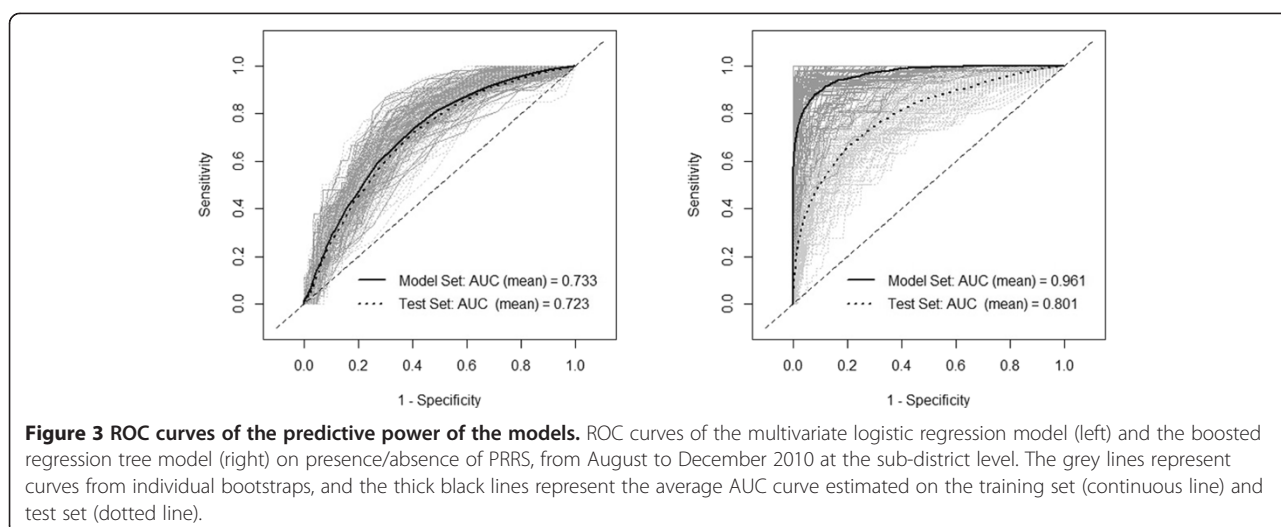 1.0
0.8
0.6
0.4
0.2
0.0
Sensitivity
Model Set: AUC (mean) = 0.733
Test Set: AUC (mean) = 0.723
0.0 0.2 0.4 0.6 0.8 1.0
1 - Specificity
1.0
0.8
0.6
0.4
0.2
0.0
Sensitivity
Model Set: AUC (mean) = 0.961
Test Set: AUC (mean) = 0.801
0.0 0.2 0.4 0.6 0.8 1.0
1 - Specificity
Figure 3 ROC curves of the predictive power of the models. ROC curves of the multivariate logistic regression model (left) and the boosted
regression tree model (right) on presence/absence of PRRS, from August to December 2010 at the sub-district level. The grey lines represent
curves from individual bootstraps, and the thick black lines represent the average AUC curve estimated on the training set (continuous line) and
test set (dotted line).